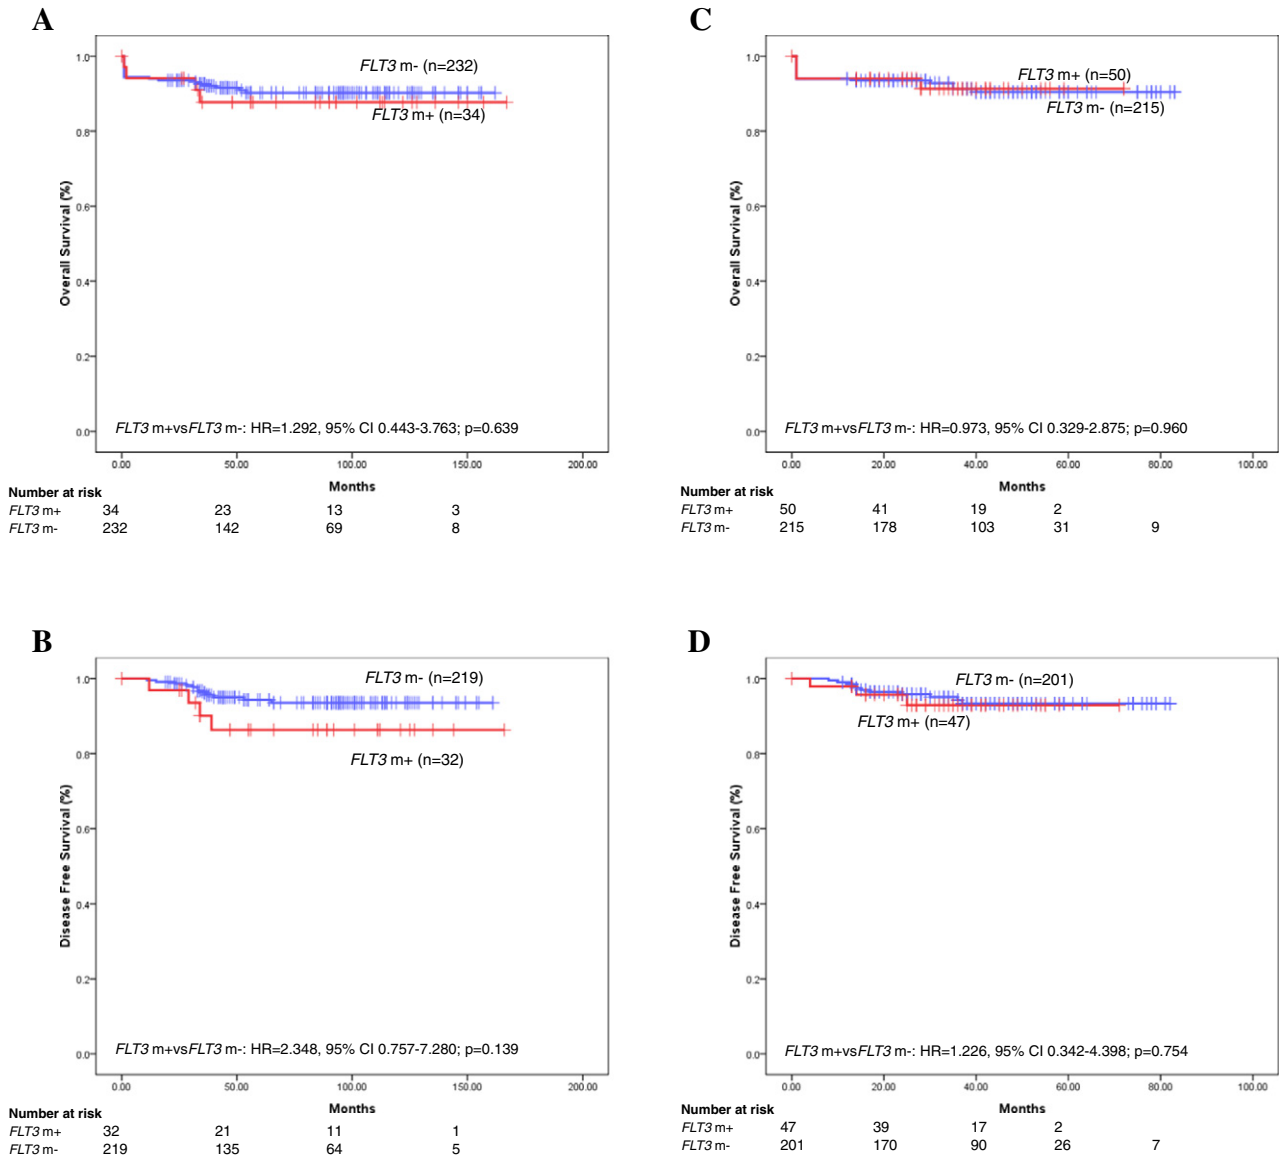 A
Overall Survival (%)
1.0
0.8
0.6
0.4
0.2
0.0
FLT3 m- (n=232)
FLT3 m+ (n=34)
FLT3 m+vsFLT3 m-: HR=1.292, 95% CI 0.443-3.763; p=0.639
0.00 50.00 100.00 150.00 200.00
Months
Number at risk
FLT3 m+ 34 23 13 3
FLT3 m- 232 142 69 8
C
Overall Survival (%)
1.0
0.8
0.6
0.4
0.2
0.0
FLT3 m+ (n=50)
FLT3 m- (n=215)
FLT3 m+vsFLT3 m-: HR=0.973, 95% CI 0.329-2.875; p=0.960
0.00 20.00 40.00 60.00 80.00 100.00
Months
Number at risk
FLT3 m+ 50 41 19 2
FLT3 m- 215 178 103 31 9
B
Disease Free Survival (%)
1.0
0.8
0.6
0.4
0.2
0.0
FLT3 m- (n=219)
FLT3 m+ (n=32)
FLT3 m+vsFLT3 m-: HR=2.348, 95% CI 0.757-7.280; p=0.139
0.00 50.00 100.00 150.00 200.00
Months
Number at risk
FLT3 m+ 32 21 11 1
FLT3 m- 219 135 64 5
D
Disease Free Survival (%)
1.0
0.8
0.6
0.4
0.2
0.0
FLT3 m- (n=201)
FLT3 m+ (n=47)
FLT3 m+vsFLT3 m-: HR=1.226, 95% CI 0.342-4.398; p=0.754
0.00 20.00 40.00 60.00 80.00 100.00
Months
Number at risk
FLT3 m+ 47 39 17 2
FLT3 m- 201 170 90 26 7